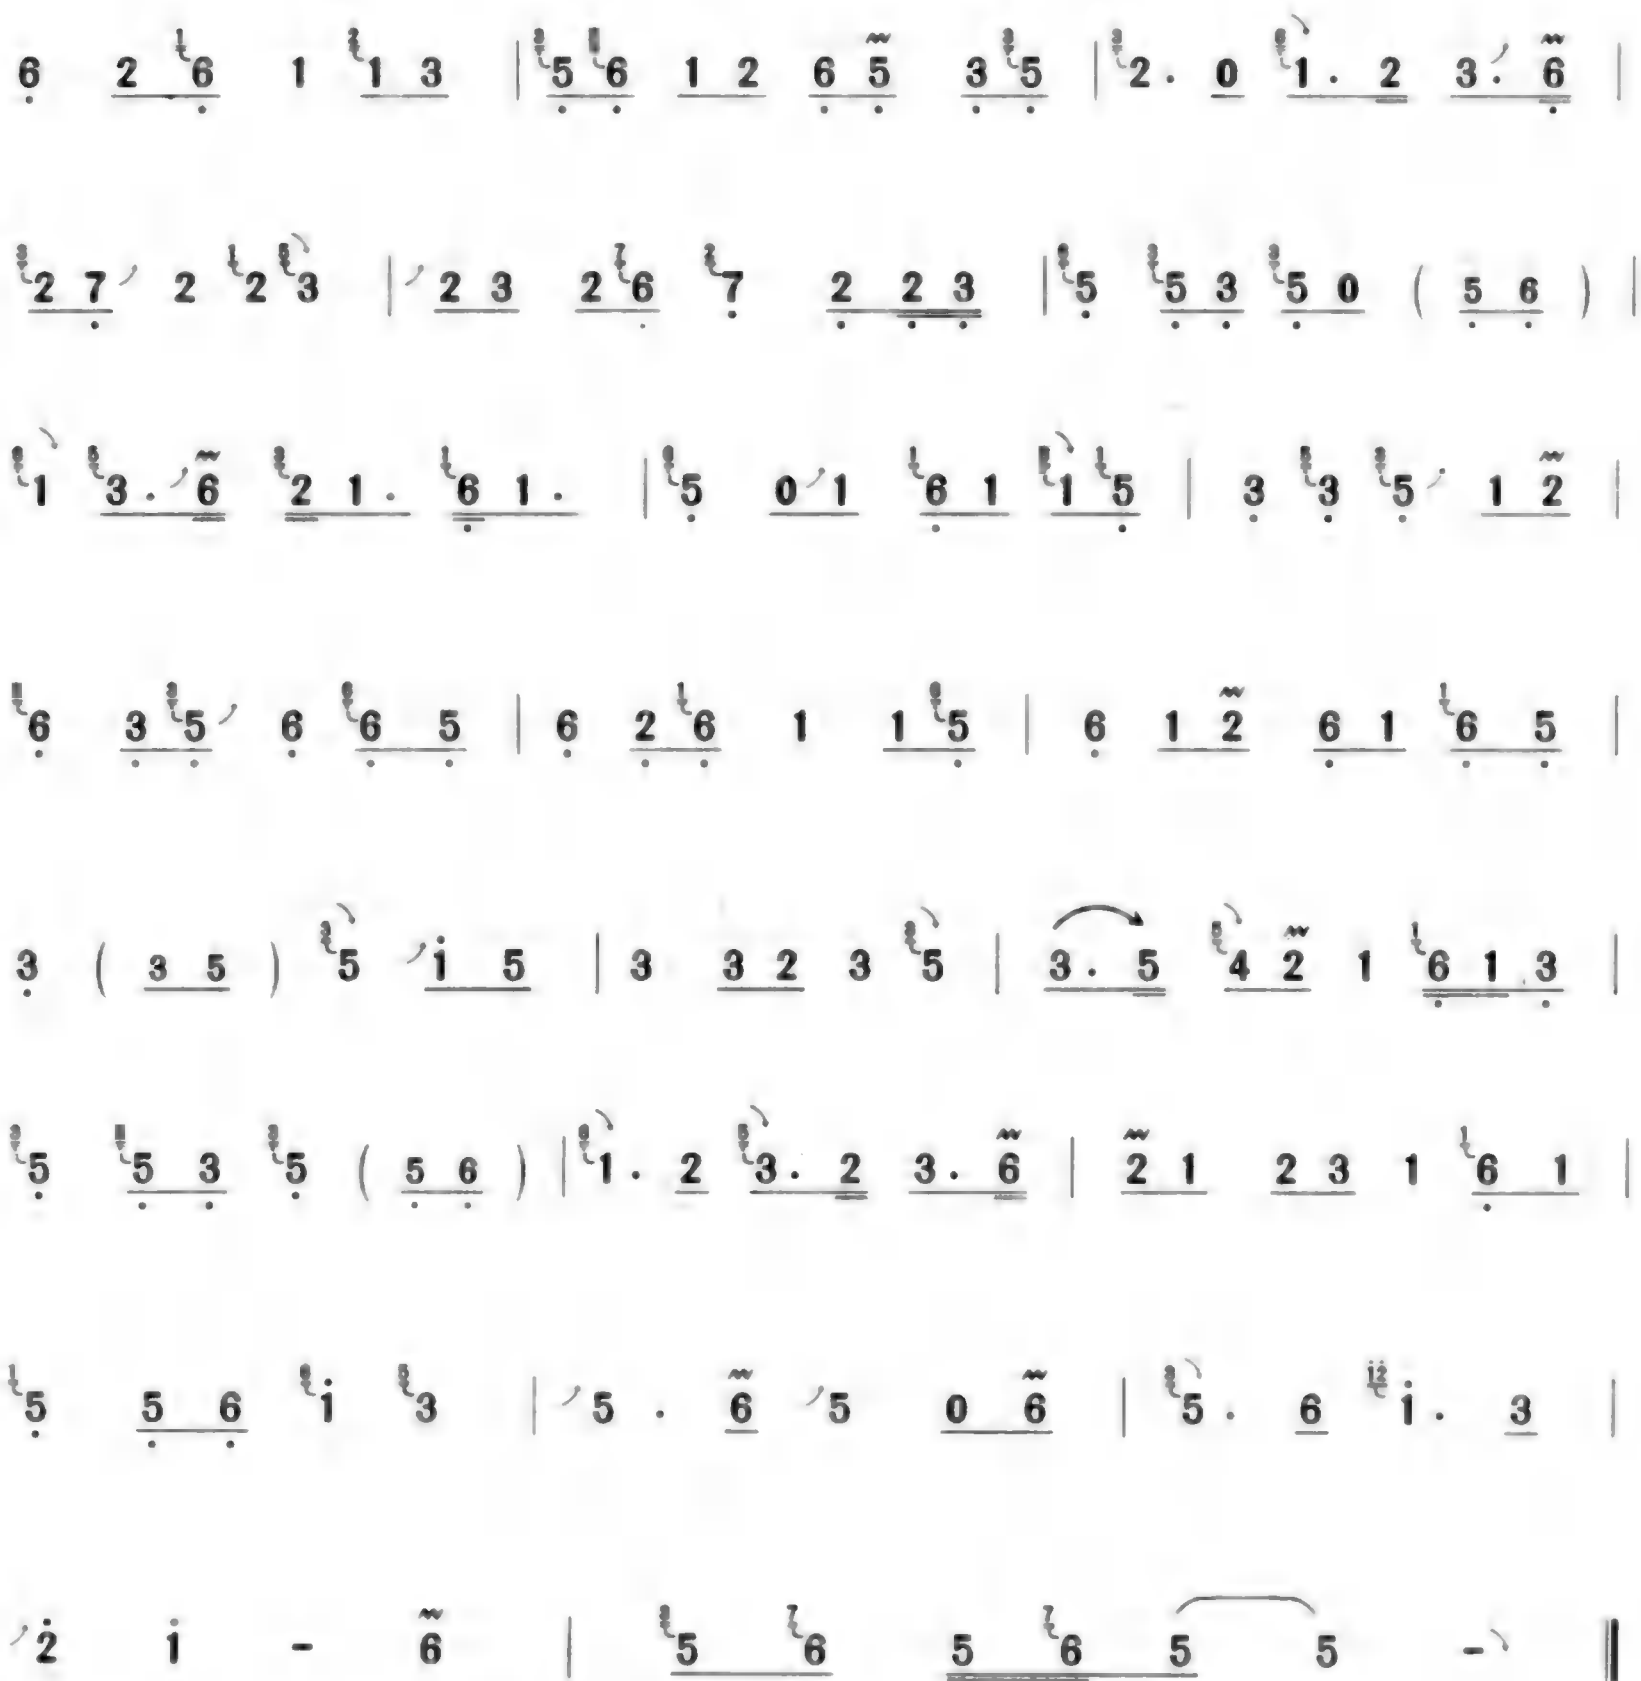 6 2 6 1 1 3 | 5 6 1 2 6 5 3 5 | 2 . 0 1 . 2 3 . 6 |
2 7 2 2 3 | 2 3 2 6 7 2 2 3 | 5 5 3 5 0 ( 5 6 ) |
1 3 . 6 2 1 . 6 1 . | 5 0 1 6 1 1 5 | 3 3 5 1 2 |
6 3 5 6 6 5 | 6 2 6 1 1 5 | 6 1 2 6 1 6 5 |
3 ( 3 5 ) 5 i 5 | 3 3 2 3 5 | 3 . 5 4 2 1 6 1 3 |
5 5 3 5 ( 5 6 ) | 1 . 2 3 . 2 3 . 6 | 2 1 2 3 1 6 1 |
5 5 6 i 3 | 5 . 6 5 0 6 | 5 . 6 i . 3 |
2̇ i - 6 | 5 6 5 6 5 5 - ‖